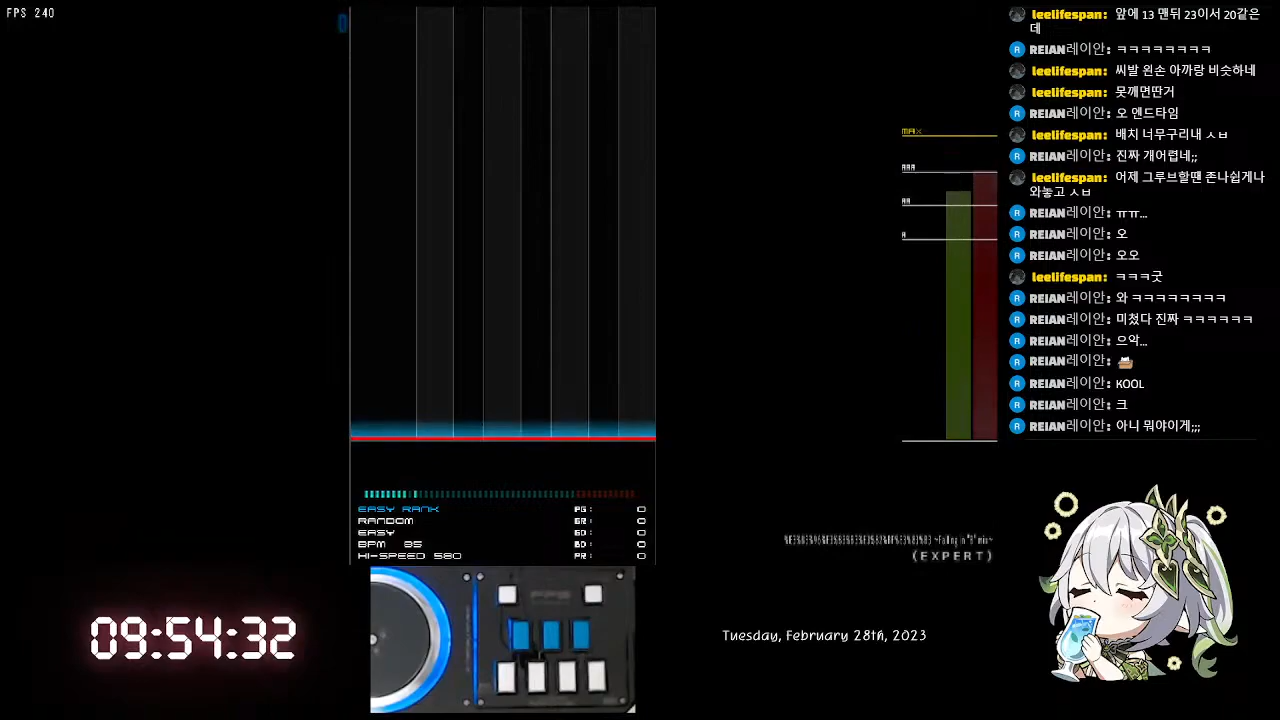 FPS 240
leelifespan: 앞에 13 맨뒤 23이서 20같은
데
REIAN레이안: ㅋㅋㅋㅋㅋㅋㅋㅋ
leelifespan: 씨발 왼손 아까랑 비슷하네
leelifespan: 못깨면딴거
REIAN레이안: 오 엔드타임
leelifespan: 배치 너무구리내 ㅅㅂ
REIAN레이안: 진짜 개어렵네;;
leelifespan: 어제 그루브할땐 존나쉽게나
와놓고 ㅅㅂ
REIAN레이안: ㅠㅠ...
REIAN레이안: 오
REIAN레이안: 오오
leelifespan: ㅋㅋㅋ굿
REIAN레이안: 와 ㅋㅋㅋㅋㅋㅋㅋㅋ
REIAN레이안: 미쳤다 진짜 ㅋㅋㅋㅋㅋㅋ
REIAN레이안: 으악...
REIAN레이안:
REIAN레이안: KOOL
REIAN레이안: 크
REIAN레이안: 아니 뭐야이게;;;
MAX
AAA
AA
A
EASY RANK PG: 0
RANDOM GR: 0
EASY GD: 0
BPM 85 BD: 0
HI-SPEED 580 PR: 0
(EXPERT)
09:54:32
Tuesday, February 28th, 2023